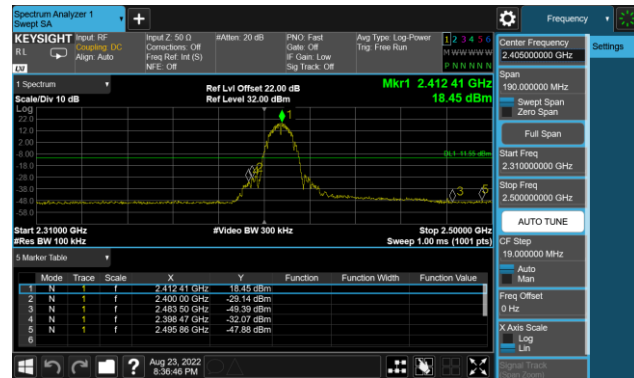 Spectrum Analyzer 1
Swept SA
+
Frequency
KEYSIGHT
RL
LXI
Input: RF
Coupling: DC
Align: Auto
Input Z: 50 Ω
Corrections: Off
Freq Ref: Int (S)
NFE: Off
#Atten: 20 dB
PNO: Fast
Gate: Off
IF Gain: Low
Sig Track: Off
Avg Type: Log-Power
Trig: Free Run
1 2 3 4 5 6
M W W W W W
P N N N N N
Center Frequency
2.405000000 GHz
Settings
Span
190.000000 MHz
Swept Span
Zero Span
Full Span
Start Freq
2.310000000 GHz
Stop Freq
2.500000000 GHz
AUTO TUNE
CF Step
19.000000 MHz
Auto
Man
Freq Offset
0 Hz
X Axis Scale
Log
Lin
Signal Track
(Span Zoom)
1 Spectrum
Scale/Div 10 dB
Ref Lvl Offset 22.00 dB
Ref Level 32.00 dBm
Mkr1 2.412 41 GHz
18.45 dBm
Log
22.0
12.0
2.00
-8.00
-18.0
-28.0
-38.0
-48.0
-58.0
1
DL1 -11.55 dBm
3
Start 2.31000 GHz
#Res BW 100 kHz
#Video BW 300 kHz
Stop 2.50000 GHz
Sweep 1.00 ms (1001 pts)
5 Marker Table
Mode Trace Scale X Y Function Function Width Function Value
1 N 1 f 2.412 41 GHz 18.45 dBm
2 N 1 f 2.400 00 GHz -29.14 dBm
3 N 1 f 2.483 50 GHz -49.39 dBm
4 N 1 f 2.398 47 GHz -32.07 dBm
5 N 1 f 2.495 86 GHz -47.88 dBm
6
?
Aug 23, 2022
8:36:46 PM